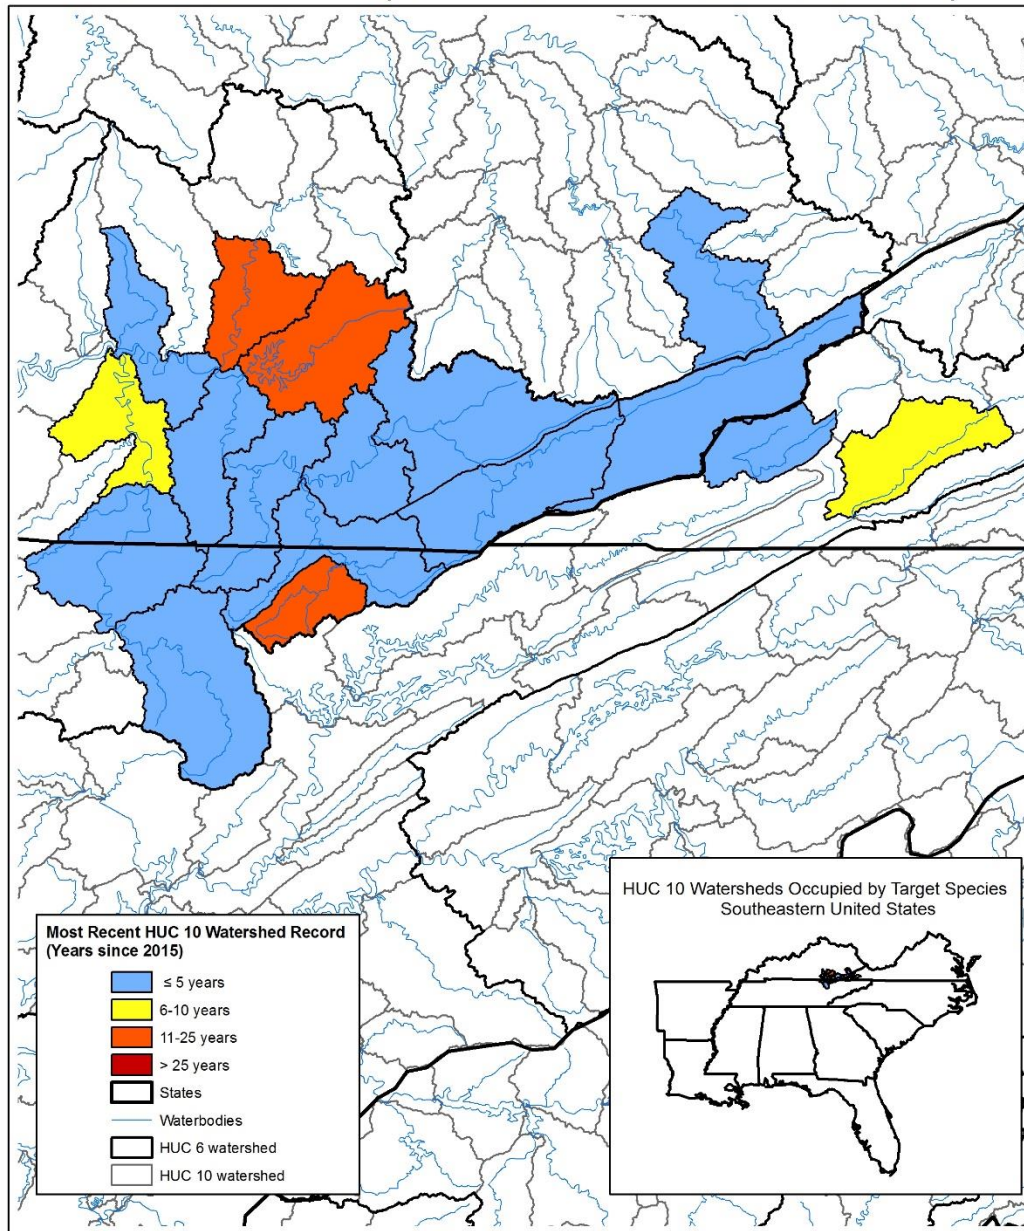 HUC 10 Watersheds Occupied by Target Species
Southeastern United States
Most Recent HUC 10 Watershed Record
(Years since 2015)
≤ 5 years
6-10 years
11-25 years
> 25 years
States
Waterbodies
HUC 6 watershed
HUC 10 watershed